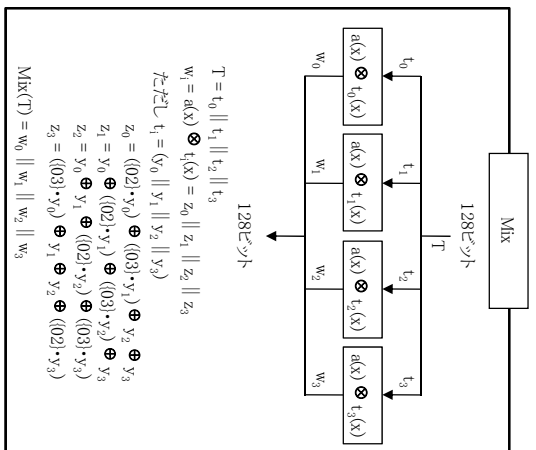 Mix
128ビット
T
t₀ t₁ t₂ t₃
a(x) ⊗ t₀(x) a(x) ⊗ t₁(x) a(x) ⊗ t₂(x) a(x) ⊗ t₃(x)
w₀ w₁ w₂ w₃
128ビット
T = t₀ || t₁ || t₂ || t₃
wᵢ = a(x) ⊗ tᵢ(x) = z₀ || z₁ || z₂ || z₃
ただし tᵢ = (y₀ || y₁ || y₂ || y₃)
z₀ = ({02}・y₀) ⊕ ({03}・y₁) ⊕ y₂ ⊕ y₃
z₁ = y₀ ⊕ ({02}・y₁) ⊕ ({03}・y₂) ⊕ y₃
z₂ = y₀ ⊕ y₁ ⊕ ({02}・y₂) ⊕ ({03}・y₃)
z₃ = ({03}・y₀) ⊕ y₁ ⊕ y₂ ⊕ ({02}・y₃)
Mix(T) = w₀ || w₁ || w₂ || w₃